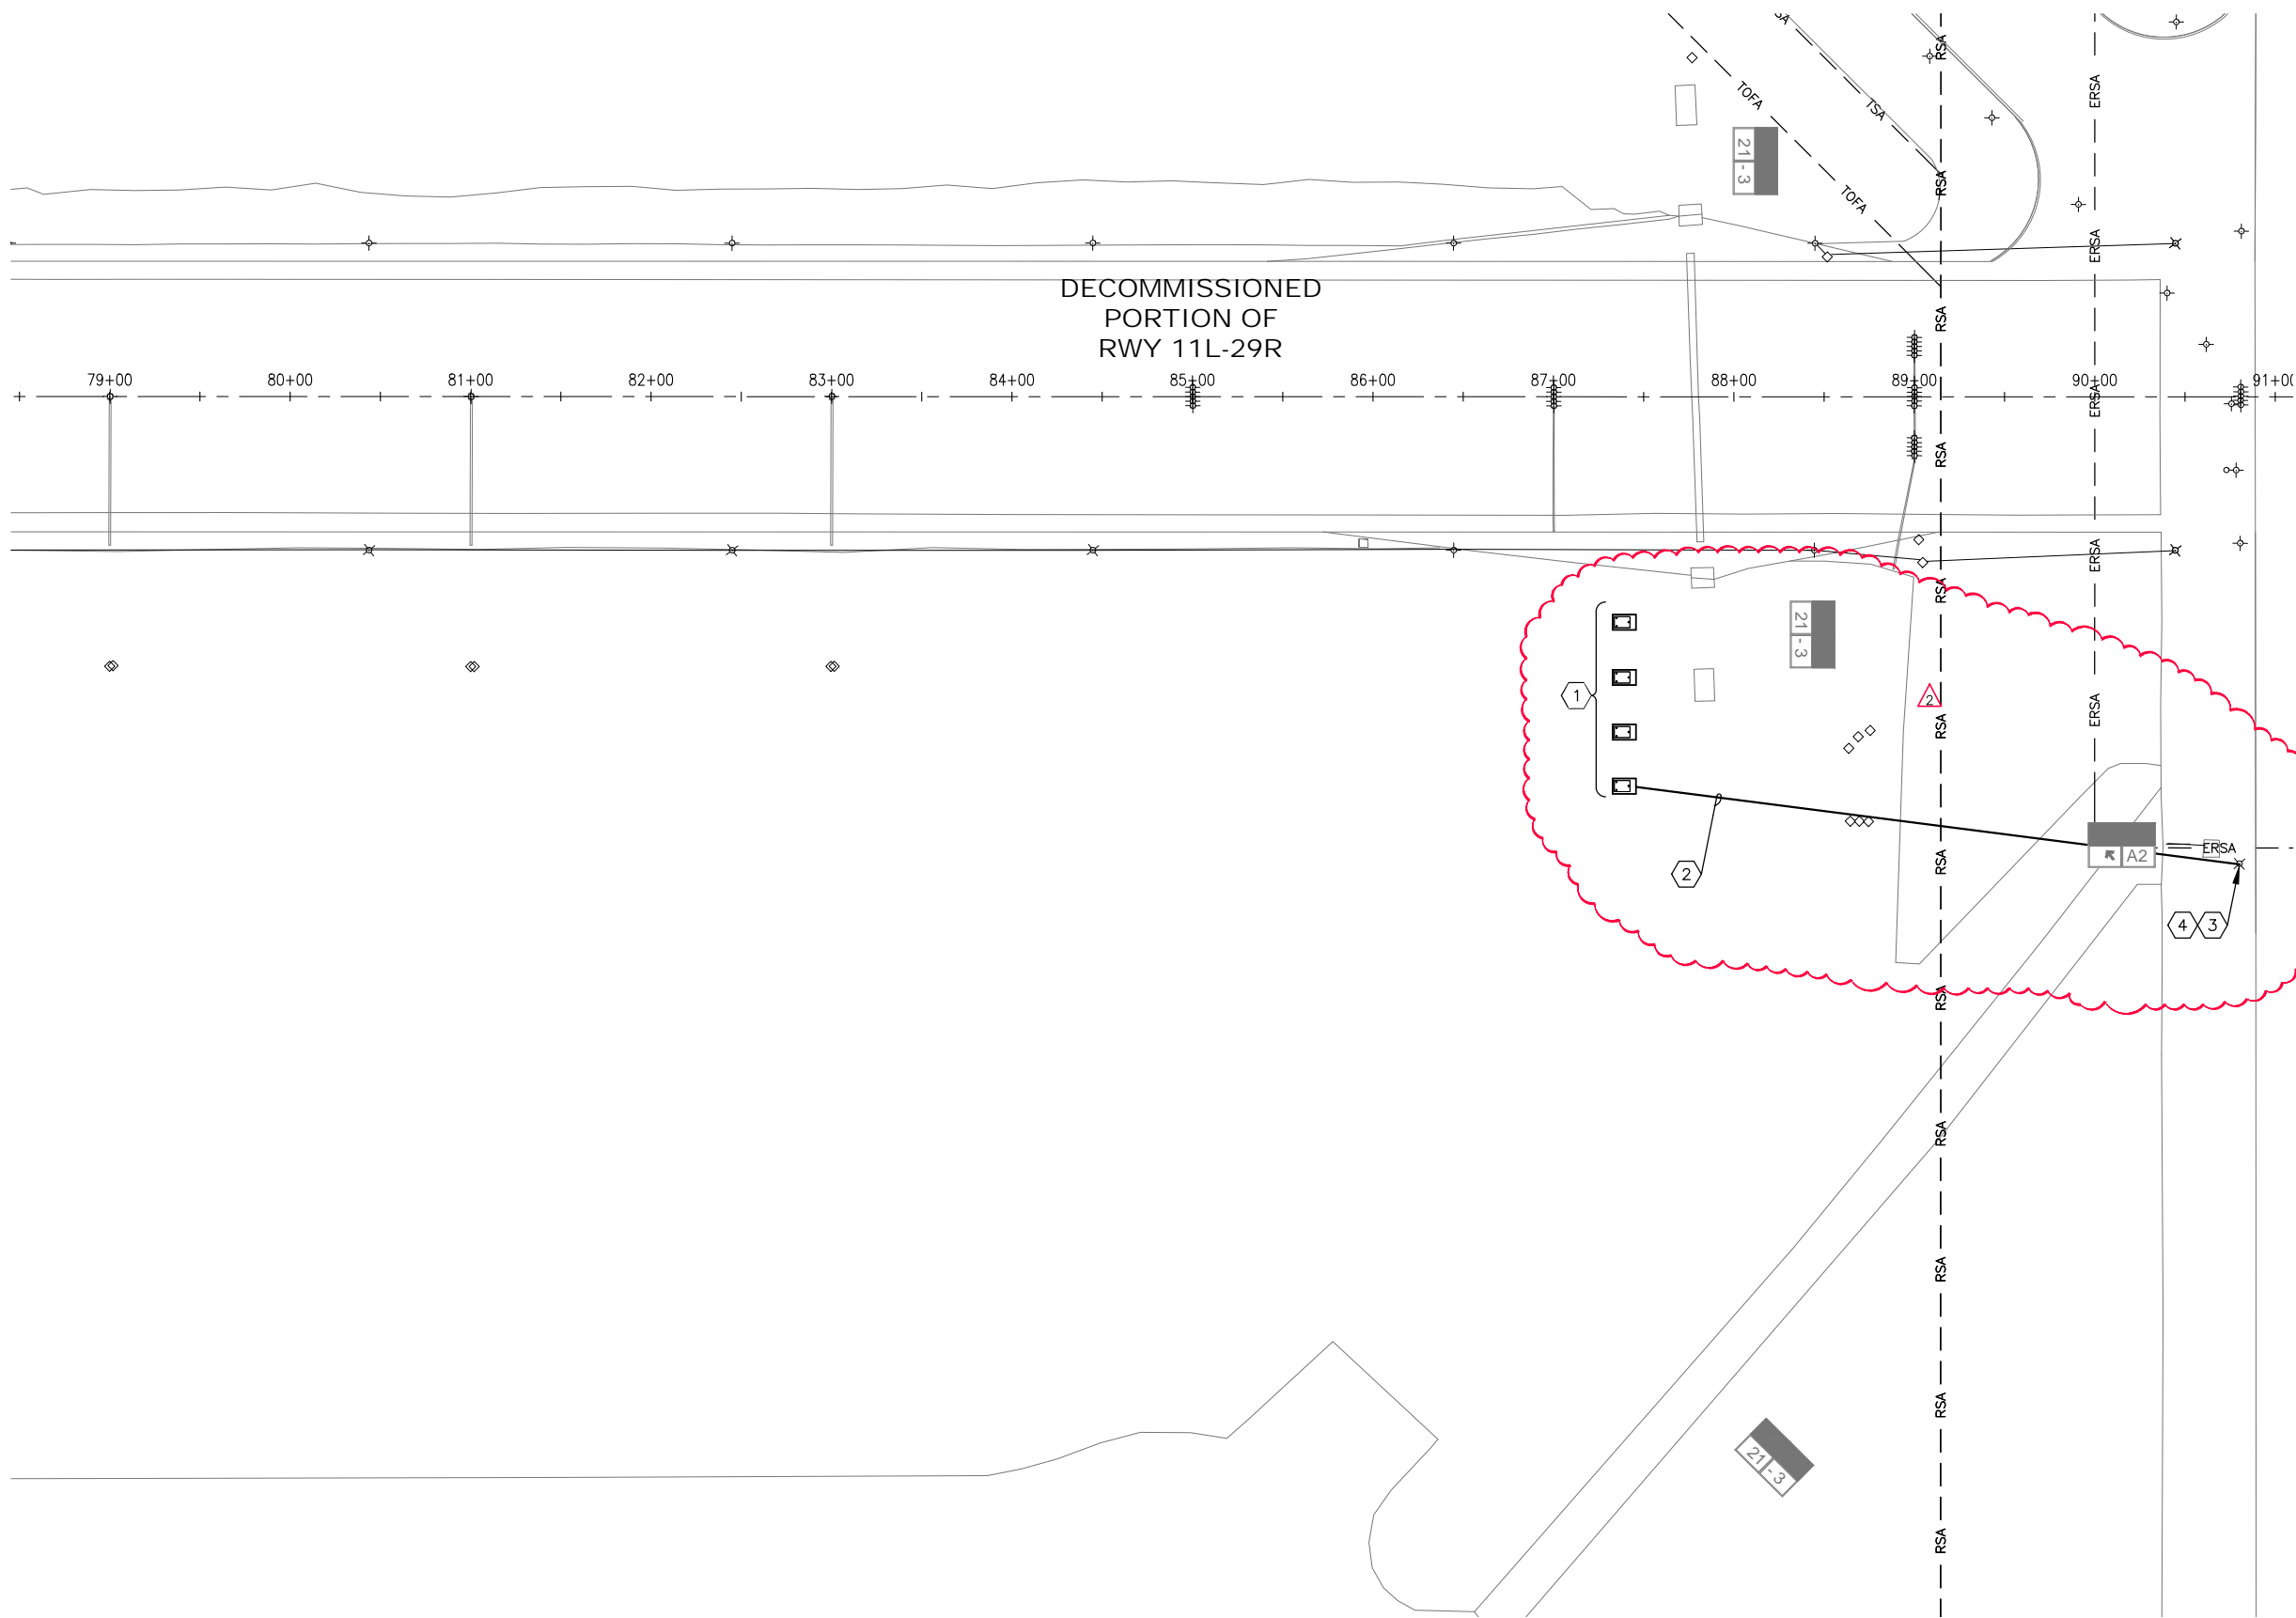 SA
RSA
ERSA
TOFA
TSA
21 - 3
RSA
TOFA
ERSA
DECOMMISSIONED
PORTION OF
RWY 11L-29R
RSA
79+00 80+00 81+00 82+00 83+00 84+00 85+00 86+00 87+00 88+00 89+00 90+00 91+00
ERSA
RSA
ERSA
RSA
21 - 3
1
2
ERSA
RSA
2
RSA
A2
ERSA
4 3
RSA
RSA
RSA
RSA
21 - 3
RSA